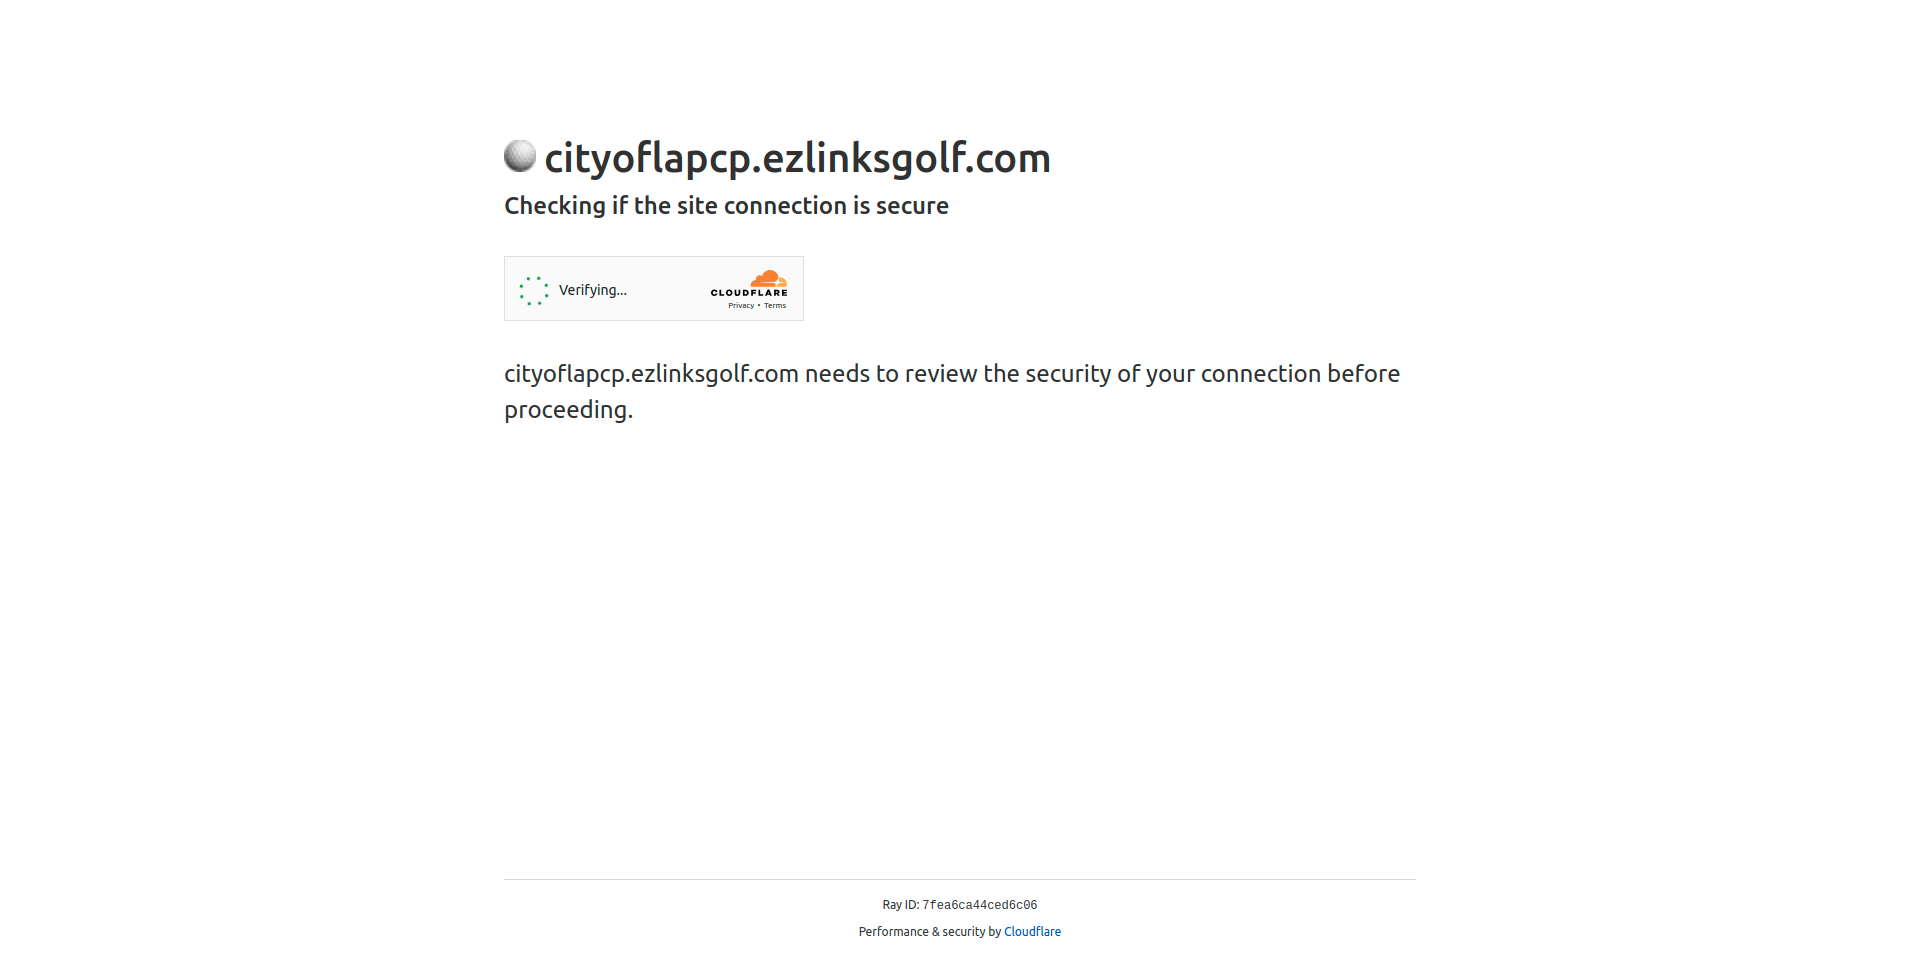 cityoflapcp.ezlinksgolf.com
Checking if the site connection is secure
Verifying...
CLOUDFLARE
Privacy • Terms
cityoflapcp.ezlinksgolf.com needs to review the security of your connection before
proceeding.
Ray ID: 7fea6ca44ced6c06
Performance & security by Cloudflare